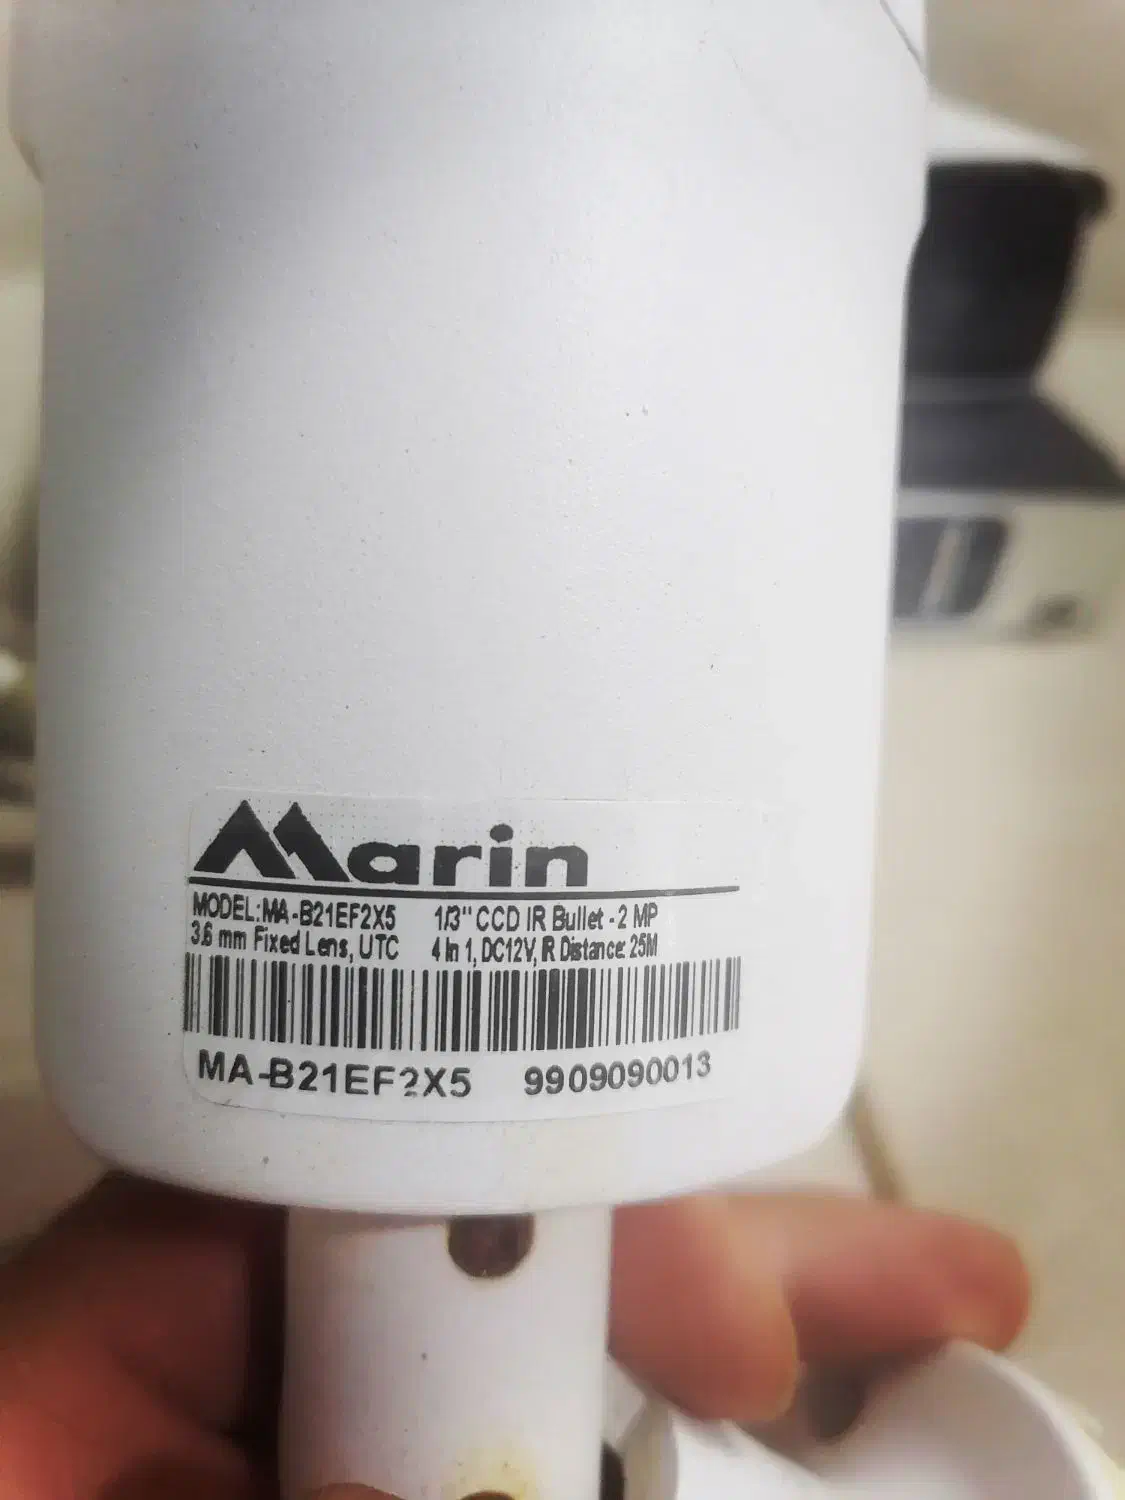 Marin
MODEL:MA-B21EF2X5 1/3" CCD IR Bullet - 2 MP
3.6 mm Fixed Lens, UTC 4 In 1, DC12V, R Distance: 25M
MA-B21EF2X5 9909090013